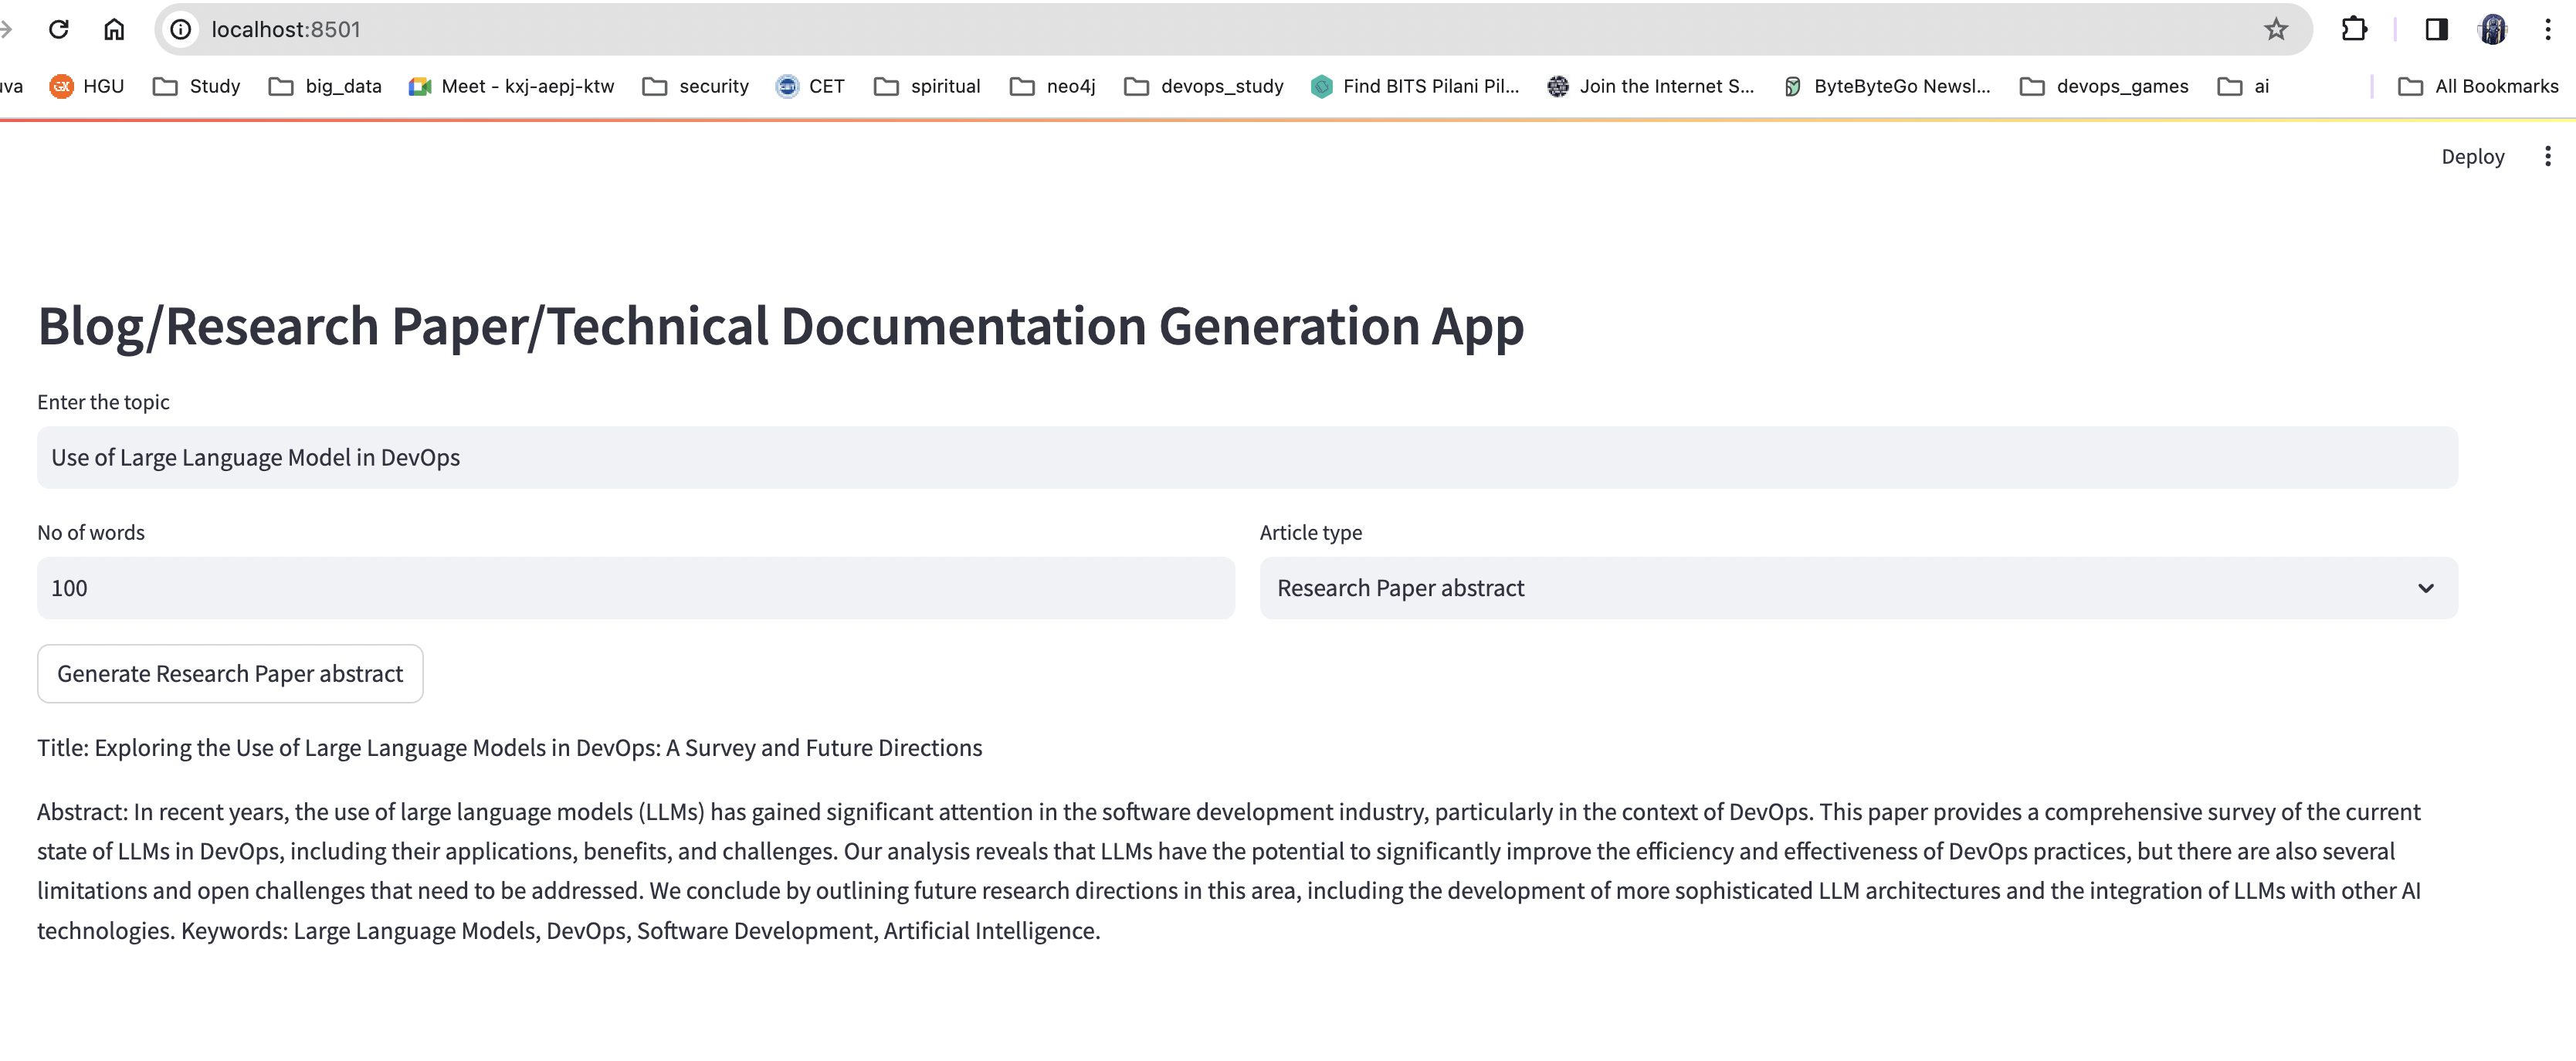 localhost:8501
HGU Study big_data Meet - kxj-aepj-ktw security CET spiritual neo4j devops_study Find BITS Pilani Pil... Join the Internet S... ByteByteGo Newsl... devops_games ai All Bookmarks
Deploy
Blog/Research Paper/Technical Documentation Generation App
Enter the topic
Use of Large Language Model in DevOps
No of words Article type
100 Research Paper abstract
Generate Research Paper abstract
Title: Exploring the Use of Large Language Models in DevOps: A Survey and Future Directions
Abstract: In recent years, the use of large language models (LLMs) has gained significant attention in the software development industry, particularly in the context of DevOps. This paper provides a comprehensive survey of the current
state of LLMs in DevOps, including their applications, benefits, and challenges. Our analysis reveals that LLMs have the potential to significantly improve the efficiency and effectiveness of DevOps practices, but there are also several
limitations and open challenges that need to be addressed. We conclude by outlining future research directions in this area, including the development of more sophisticated LLM architectures and the integration of LLMs with other AI
technologies. Keywords: Large Language Models, DevOps, Software Development, Artificial Intelligence.